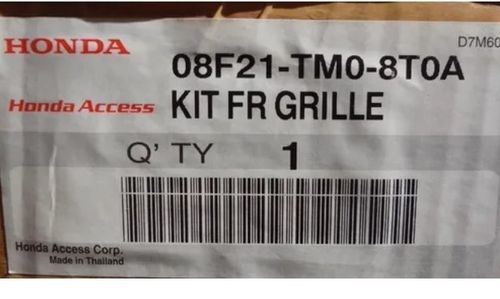 HONDA
D7M60
08F21-TM0-8T0A
Honda Access
KIT FR GRILLE
Q' TY 1
Honda Access Corp.
Made in Thailand